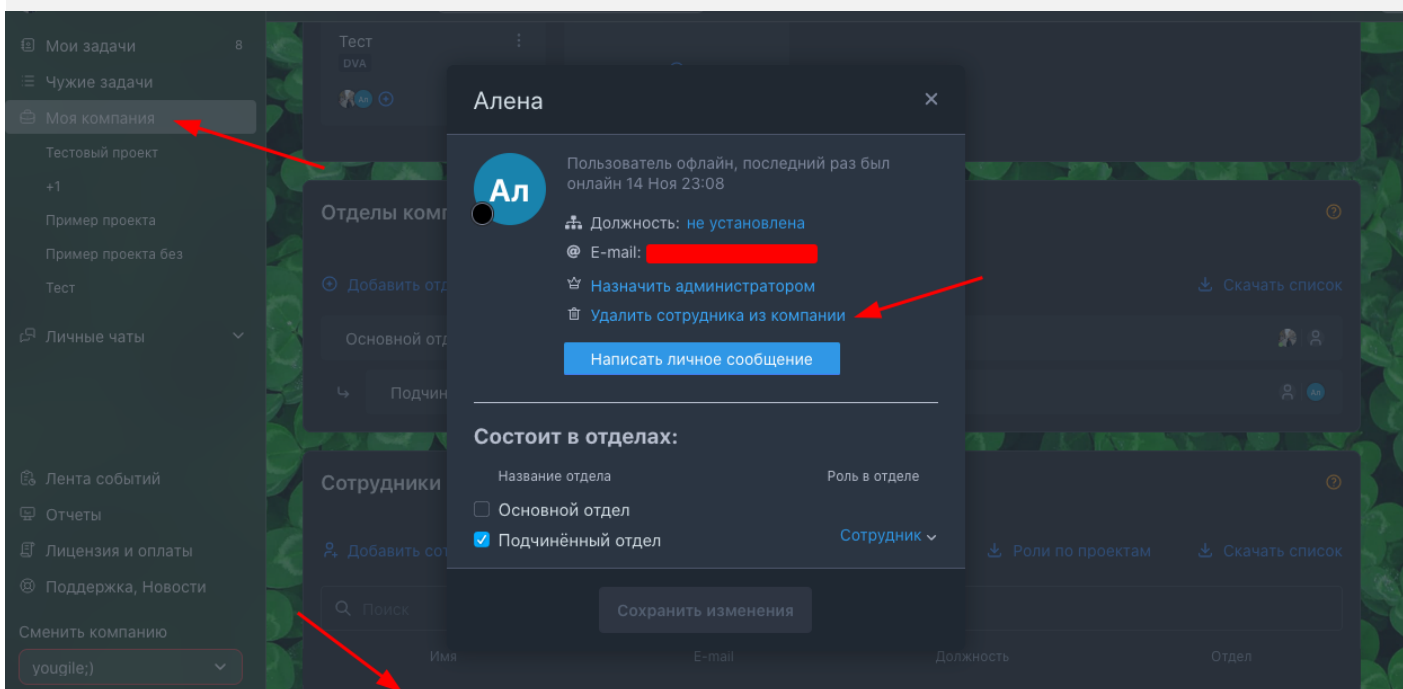 Мои задачи 8
Чужие задачи
Моя компания
Тестовый проект
+1
Пример проекта
Пример проекта без
Тест
Личные чаты
Лента событий
Отчеты
Лицензия и оплаты
Поддержка, Новости
Сменить компанию
yougile;)
Тест
DVA
Ал
Отделы комп
Добавить отд
Скачать список
Основной отд
Подчин
Ал
Сотрудники
Добавить сот
Роли по проектам
Скачать список
Поиск
Имя E-mail Должность Отдел
Алена
Ал
Пользователь офлайн, последний раз был
онлайн 14 Ноя 23:08
Должность: не установлена
E-mail:
Назначить администратором
Удалить сотрудника из компании
Написать личное сообщение
Состоит в отделах:
Название отдела Роль в отделе
Основной отдел
Подчинённый отдел Сотрудник
Сохранить изменения